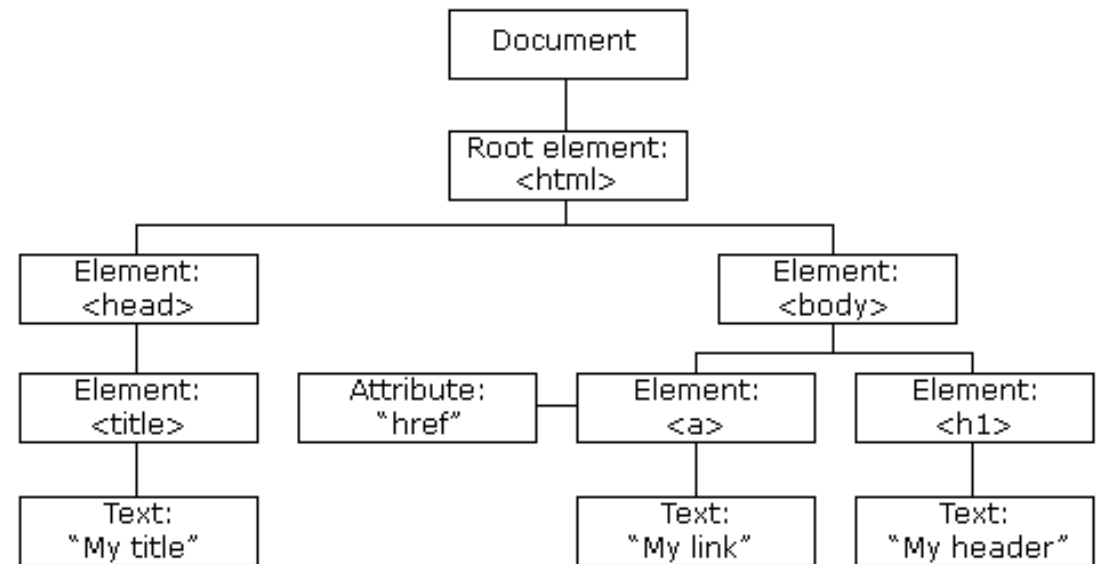 Document
Root element:
<html>
Element:
<head>
Element:
<body>
Element:
<title>
Attribute:
“href”
Element:
<a>
Element:
<h1>
Text:
“My title”
Text:
“My link”
Text:
“My header”